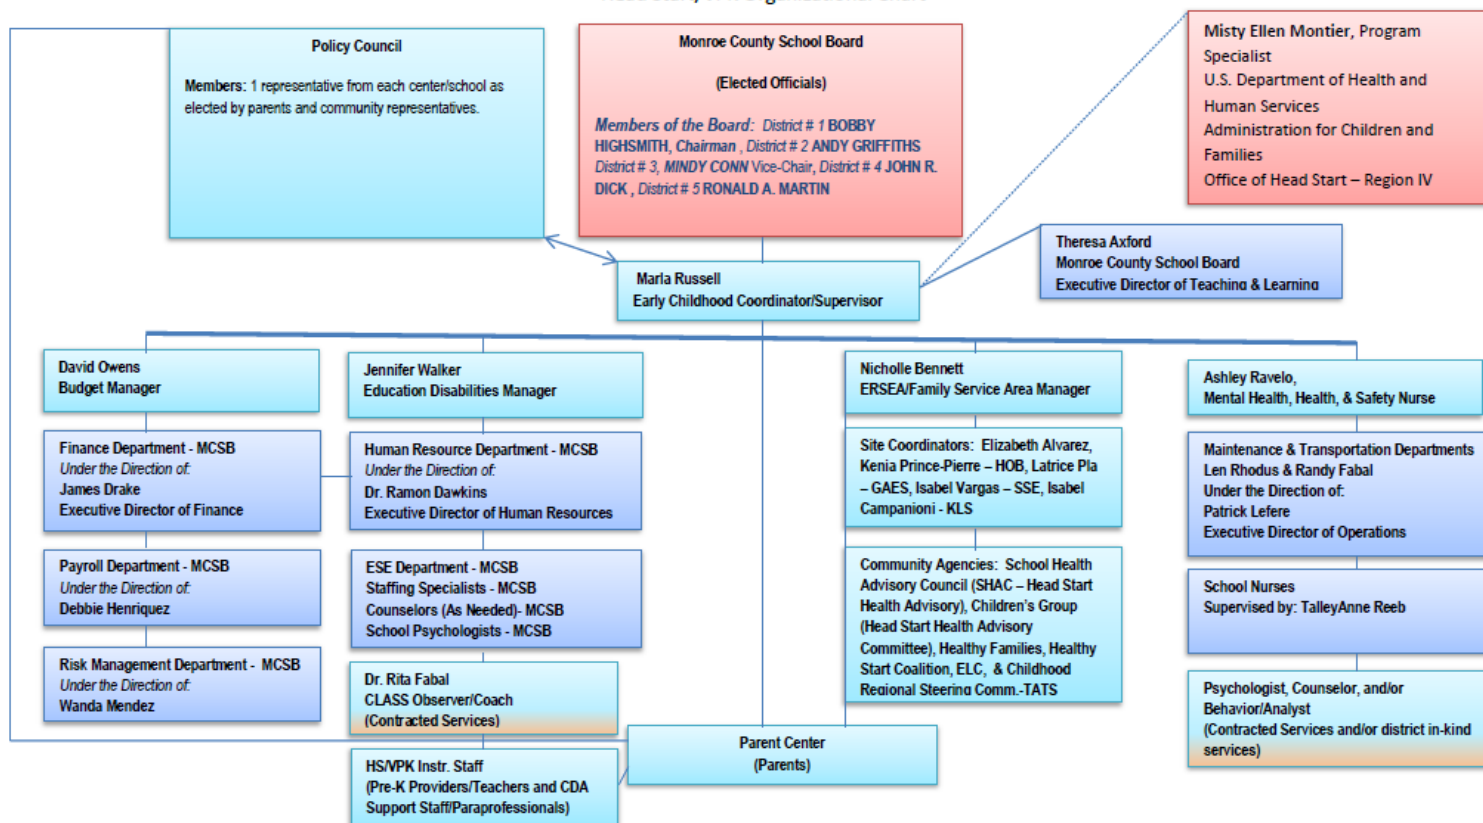 Policy Council
Members: 1 representative from each center/school as
elected by parents and community representatives.
Monroe County School Board
(Elected Officials)
Members of the Board: District # 1 BOBBY
HIGHSMITH, Chairman , District # 2 ANDY GRIFFITHS
District # 3, MINDY CONN Vice-Chair, District # 4 JOHN R.
DICK , District # 5 RONALD A. MARTIN
Misty Ellen Montier, Program
Specialist
U.S. Department of Health and
Human Services
Administration for Children and
Families
Office of Head Start – Region IV
Theresa Axford
Monroe County School Board
Executive Director of Teaching & Learning
Marla Russell
Early Childhood Coordinator/Supervisor
David Owens
Budget Manager
Finance Department - MCSB
Under the Direction of:
James Drake
Executive Director of Finance
Payroll Department - MCSB
Under the Direction of:
Debbie Henriquez
Risk Management Department - MCSB
Under the Direction of:
Wanda Mendez
Jennifer Walker
Education Disabilities Manager
Human Resource Department - MCSB
Under the Direction of:
Dr. Ramon Dawkins
Executive Director of Human Resources
ESE Department - MCSB
Staffing Specialists - MCSB
Counselors (As Needed)- MCSB
School Psychologists - MCSB
Dr. Rita Fabal
CLASS Observer/Coach
(Contracted Services)
HS/VPK Instr. Staff
(Pre-K Providers/Teachers and CDA
Support Staff/Paraprofessionals)
Parent Center
(Parents)
Nicholle Bennett
ERSEA/Family Service Area Manager
Site Coordinators: Elizabeth Alvarez,
Kenia Prince-Pierre – HOB, Latrice Pla
– GAES, Isabel Vargas – SSE, Isabel
Campanioni - KLS
Community Agencies: School Health
Advisory Council (SHAC – Head Start
Health Advisory), Children's Group
(Head Start Health Advisory
Committee), Healthy Families, Healthy
Start Coalition, ELC, & Childhood
Regional Steering Comm.-TATS
Ashley Ravelo,
Mental Health, Health, & Safety Nurse
Maintenance & Transportation Departments
Len Rhodus & Randy Fabal
Under the Direction of:
Patrick Lefere
Executive Director of Operations
School Nurses
Supervised by: TalleyAnne Reeb
Psychologist, Counselor, and/or
Behavior/Analyst
(Contracted Services and/or district in-kind
services)